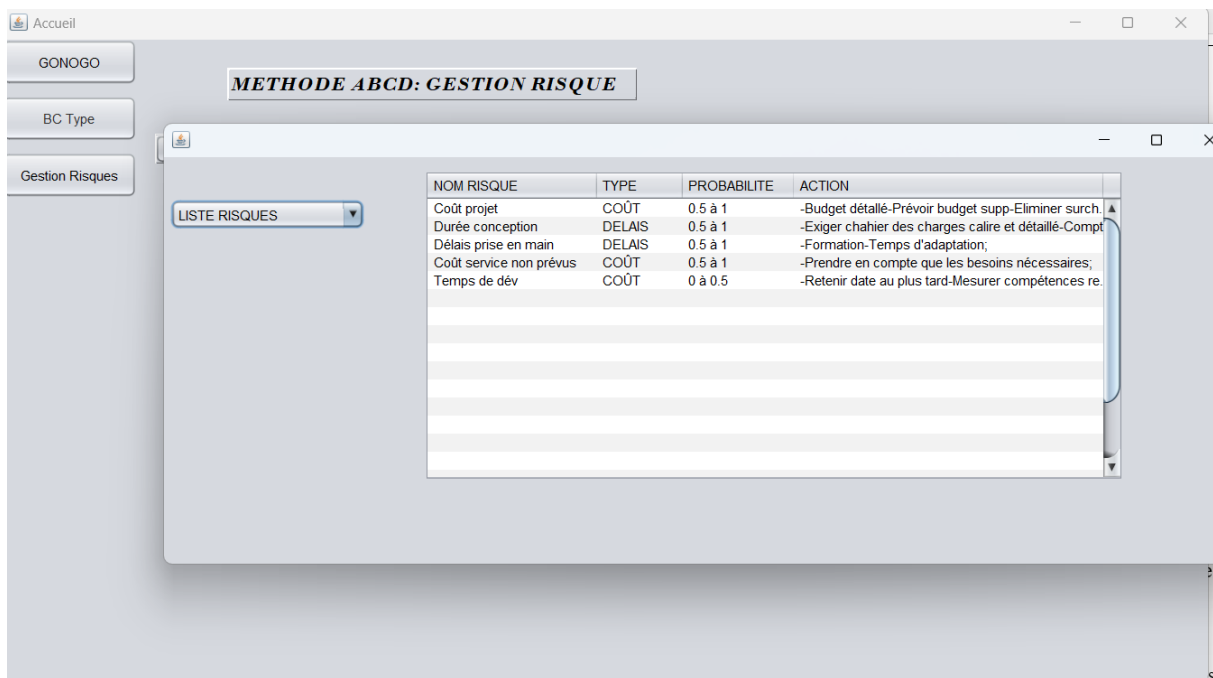 Accueil
GONOGO
METHODE ABCD: GESTION RISQUE
BC Type
Gestion Risques
LISTE RISQUES
NOM RISQUE TYPE PROBABILITE ACTION
Coût projet COÛT 0.5 à 1 -Budget détaillé-Prévoir budget supp-Eliminer surch.
Durée conception DELAIS 0.5 à 1 -Exiger chahier des charges calire et détaillé-Compt
Délais prise en main DELAIS 0.5 à 1 -Formation-Temps d'adaptation;
Coût service non prévus COÛT 0.5 à 1 -Prendre en compte que les besoins nécessaires;
Temps de dév COÛT 0 à 0.5 -Retenir date au plus tard-Mesurer compétences re.